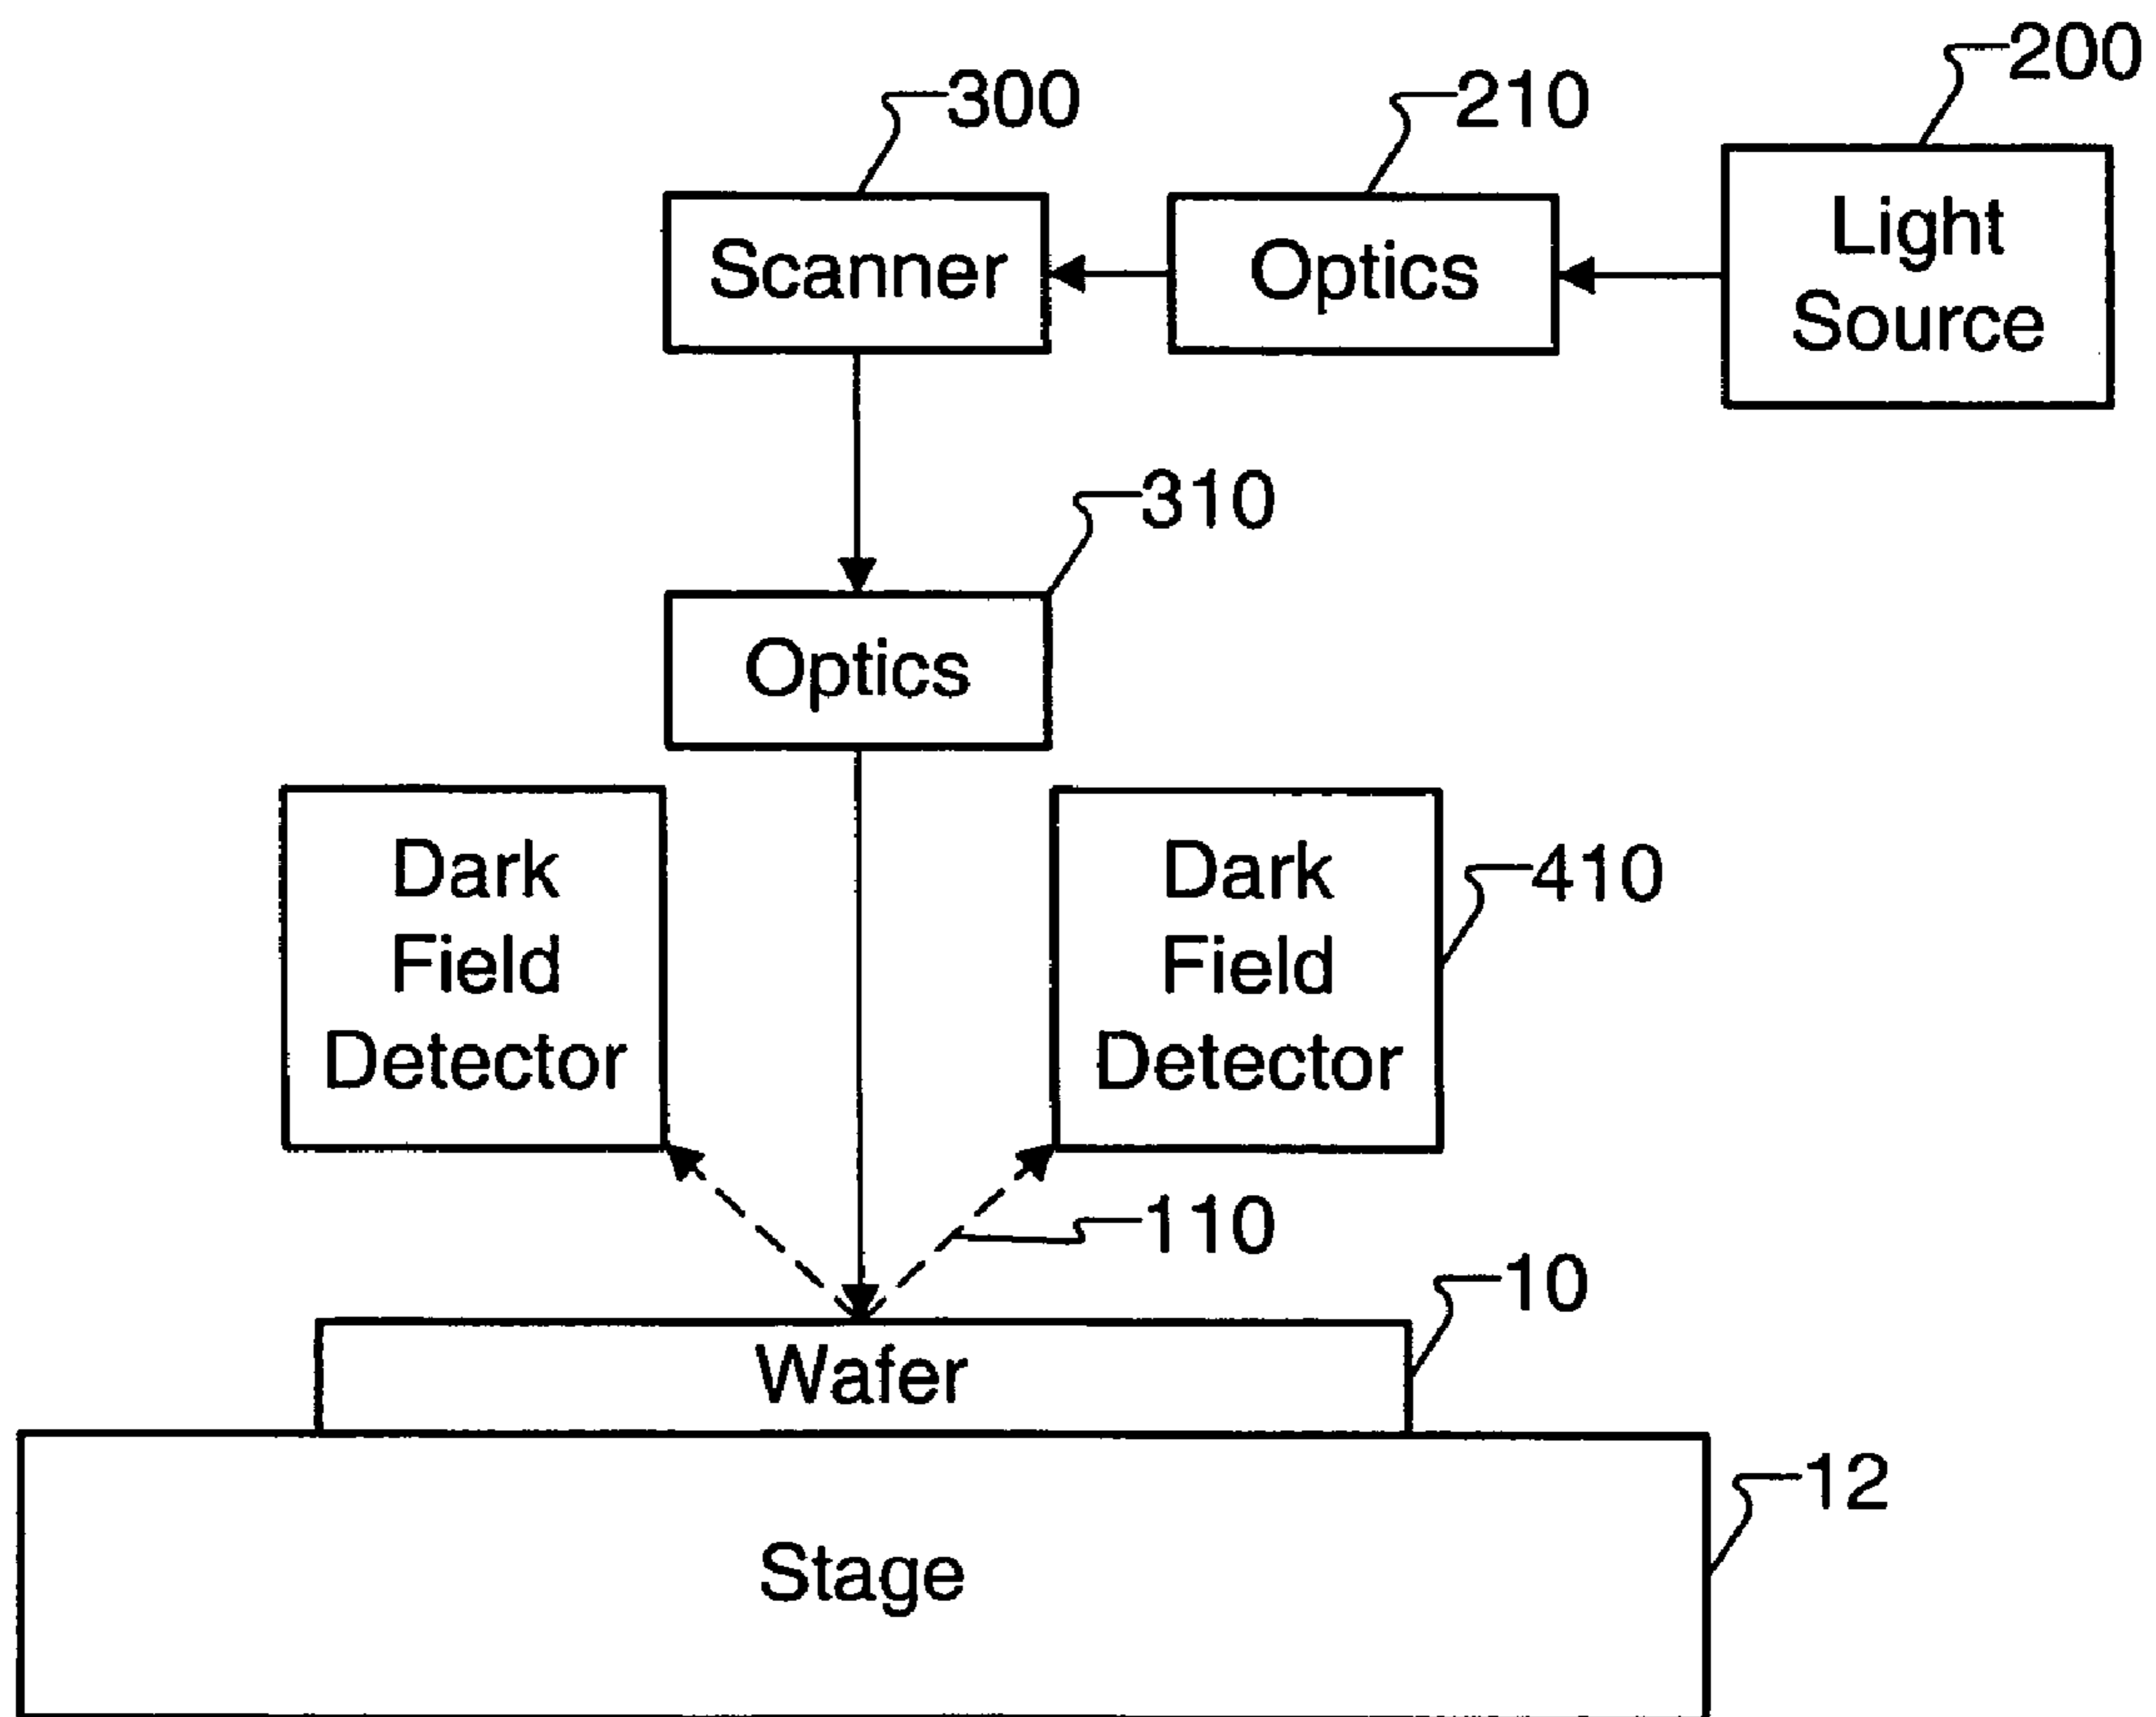 200
300
210
Light
Source
Scanner
Optics
310
Optics
Dark
Field
Detector
Dark
Field
Detector
410
110
10
Wafer
12
Stage